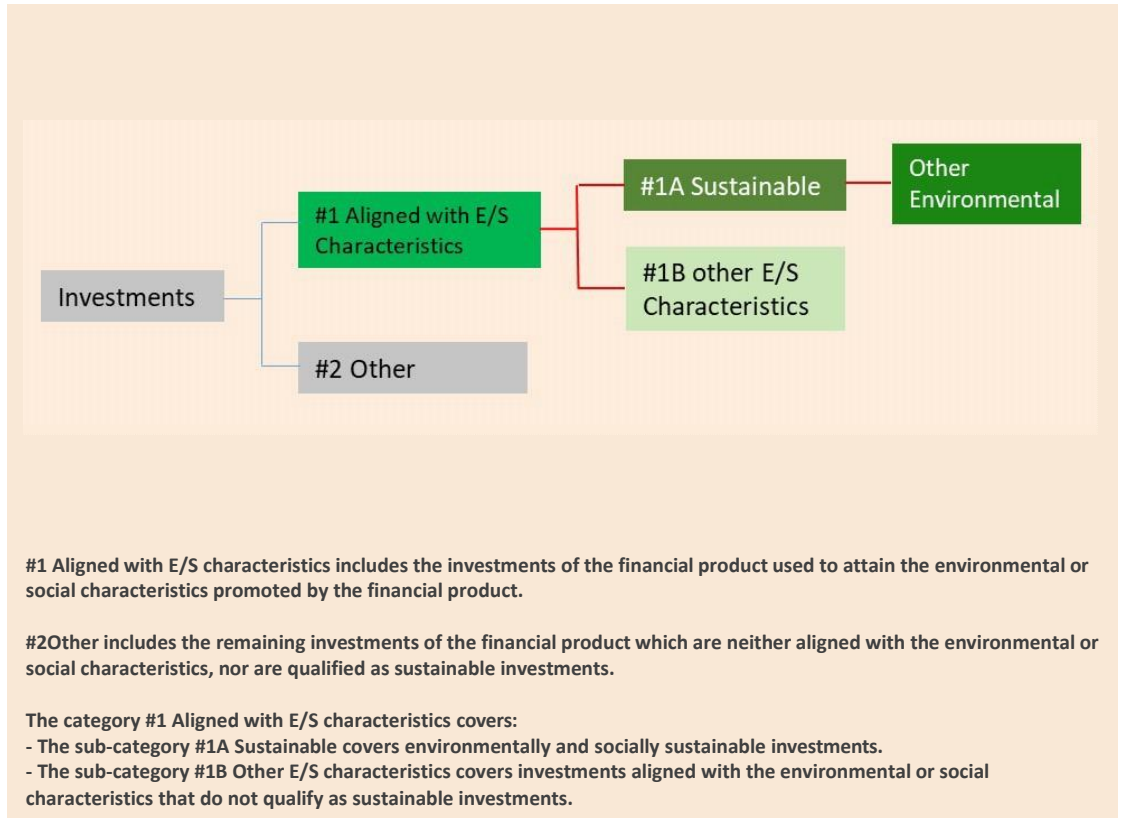 Investments
#1 Aligned with E/S
Characteristics
#2 Other
#1A Sustainable
#1B other E/S
Characteristics
Other
Environmental
#1 Aligned with E/S characteristics includes the investments of the financial product used to attain the environmental or
social characteristics promoted by the financial product.
#2Other includes the remaining investments of the financial product which are neither aligned with the environmental or
social characteristics, nor are qualified as sustainable investments.
The category #1 Aligned with E/S characteristics covers:
- The sub-category #1A Sustainable covers environmentally and socially sustainable investments.
- The sub-category #1B Other E/S characteristics covers investments aligned with the environmental or social
characteristics that do not qualify as sustainable investments.